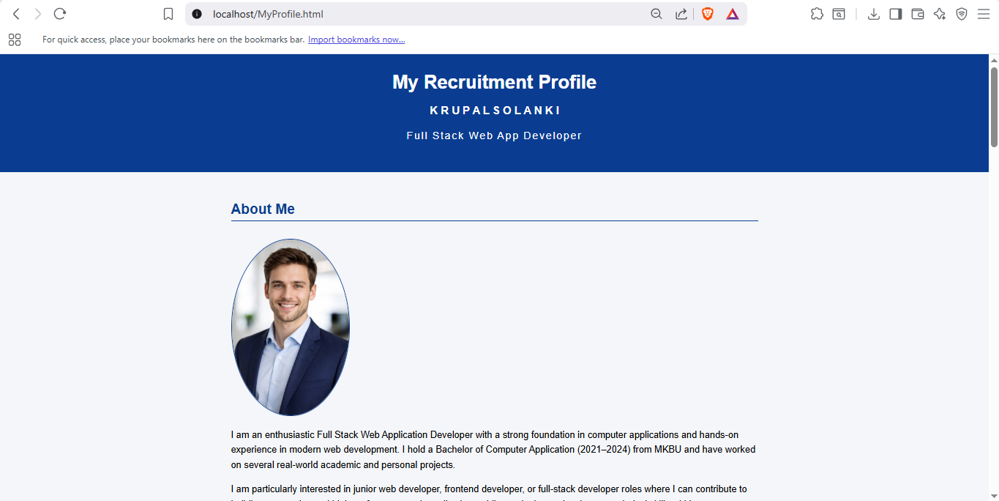 localhost/MyProfile.html
For quick access, place your bookmarks here on the bookmarks bar. Import bookmarks now...
My Recruitment Profile
KRUPALSOLANKI
Full Stack Web App Developer
About Me
I am an enthusiastic Full Stack Web Application Developer with a strong foundation in computer applications and hands-on
experience in modern web development. I hold a Bachelor of Computer Application (2021–2024) from MKBU and have worked
on several real-world academic and personal projects.
I am particularly interested in junior web developer, frontend developer, or full-stack developer roles where I can contribute to